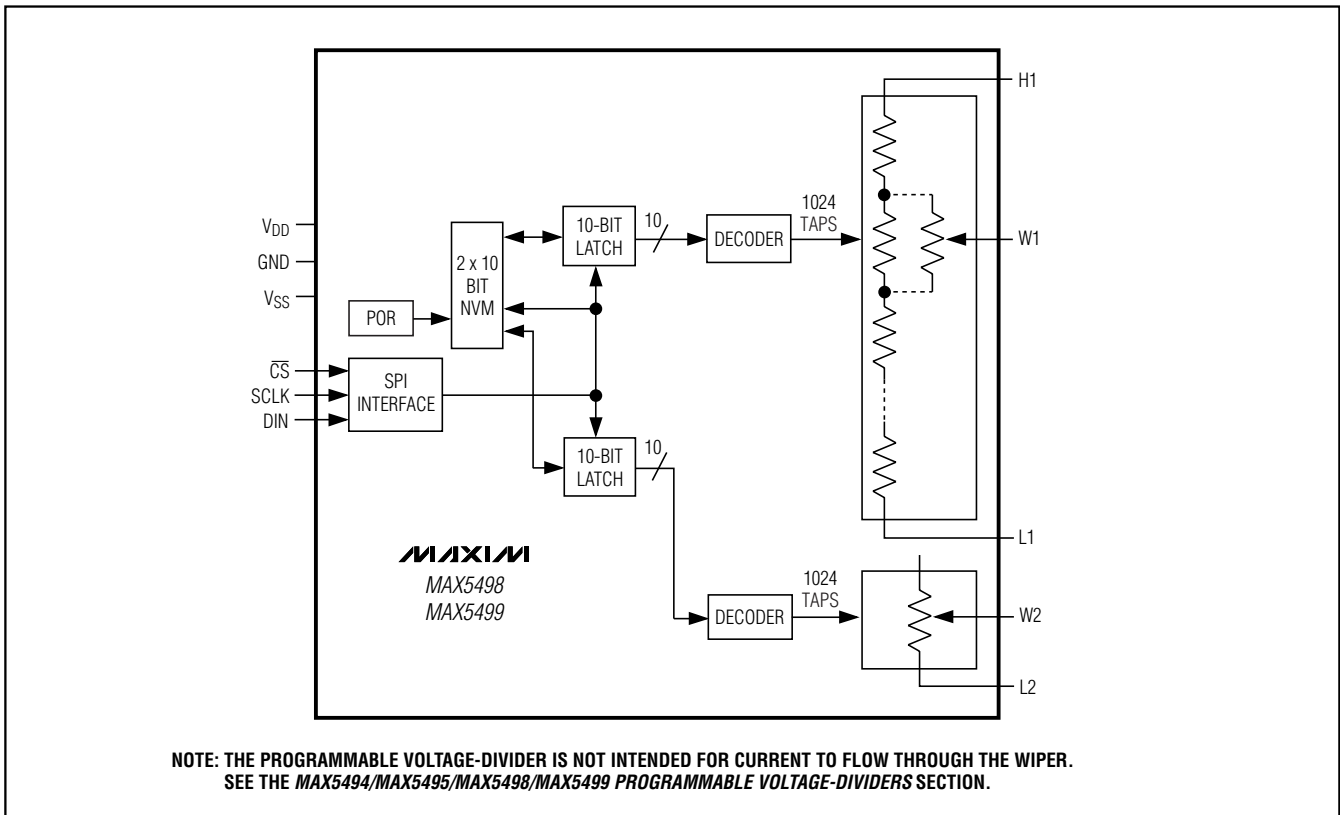 H1
1024
TAPS
10
10-BIT
LATCH
DECODER
W1
VDD
GND
VSS
2 x 10
BIT
NVM
POR
CS
SCLK
DIN
SPI
INTERFACE
10
10-BIT
LATCH
L1
MAXIM
MAX5498
MAX5499
1024
TAPS
DECODER
W2
L2
NOTE: THE PROGRAMMABLE VOLTAGE-DIVIDER IS NOT INTENDED FOR CURRENT TO FLOW THROUGH THE WIPER.
SEE THE MAX5494/MAX5495/MAX5498/MAX5499 PROGRAMMABLE VOLTAGE-DIVIDERS SECTION.